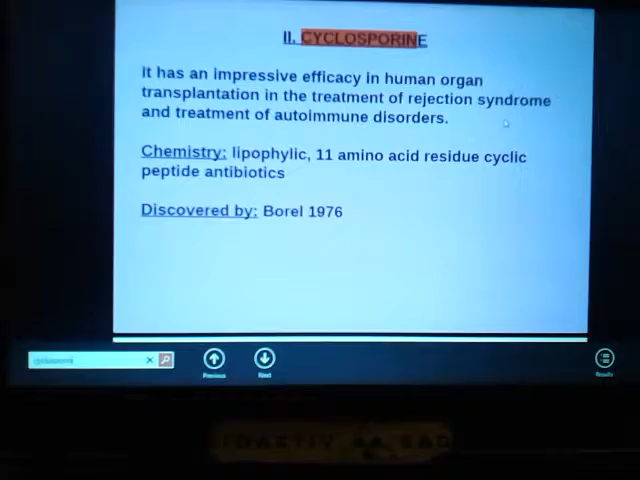 II. CYCLOSPORINE
It has an impressive efficacy in human organ
transplantation in the treatment of rejection syndrome
and treatment of autoimmune disorders.
Chemistry: lipophilic, 11 amino acid residue cyclic
peptide antibiotics
Discovered by: Borel 1976
Previous
Next
Results